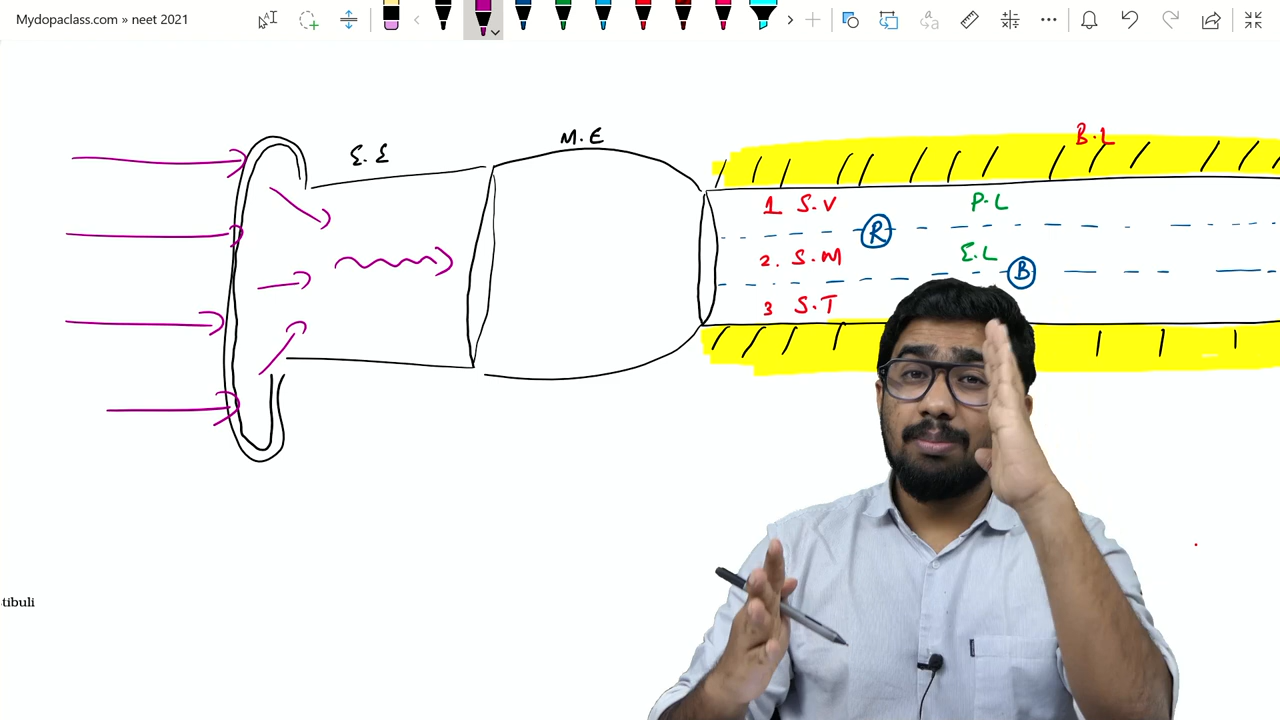 Mydopaclass.com » neet 2021
E.E
M.E
B.L
1 S.V
P.L
R
2. S.M
E.L
B
3 S.T
tibuli